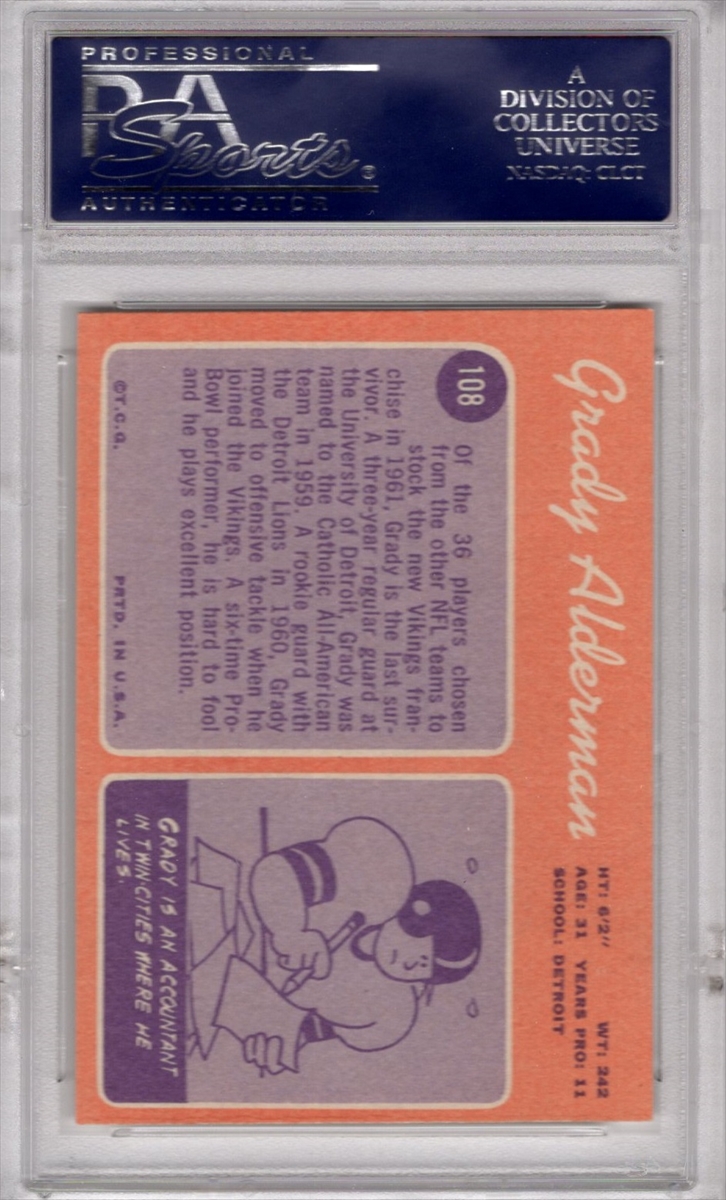 PROFESSIONAL
PSA
Sports®
AUTHENTICATOR
A
DIVISION OF
COLLECTORS
UNIVERSE
NASDAQ: CLCT
Grady Alderman
HT: 6'2" WT: 242
AGE: 31 YEARS PRO: 11
SCHOOL: DETROIT
108
Of the 36 players chosen
from the other NFL teams to
stock the new Vikings fran-
chise in 1961, Grady is the last sur-
vivor. A three-year regular guard at
the University of Detroit, Grady was
named to the Catholic All-American
team in 1959. A rookie guard with
the Detroit Lions in 1960, Grady
moved to offensive tackle when he
joined the Vikings. A six-time Pro-
Bowl performer, he is hard to fool
and he plays excellent position.
©T.C.G. PRTD. IN U.S.A.
GRADY IS AN ACCOUNTANT
IN TWIN-CITIES WHERE HE
LIVES.